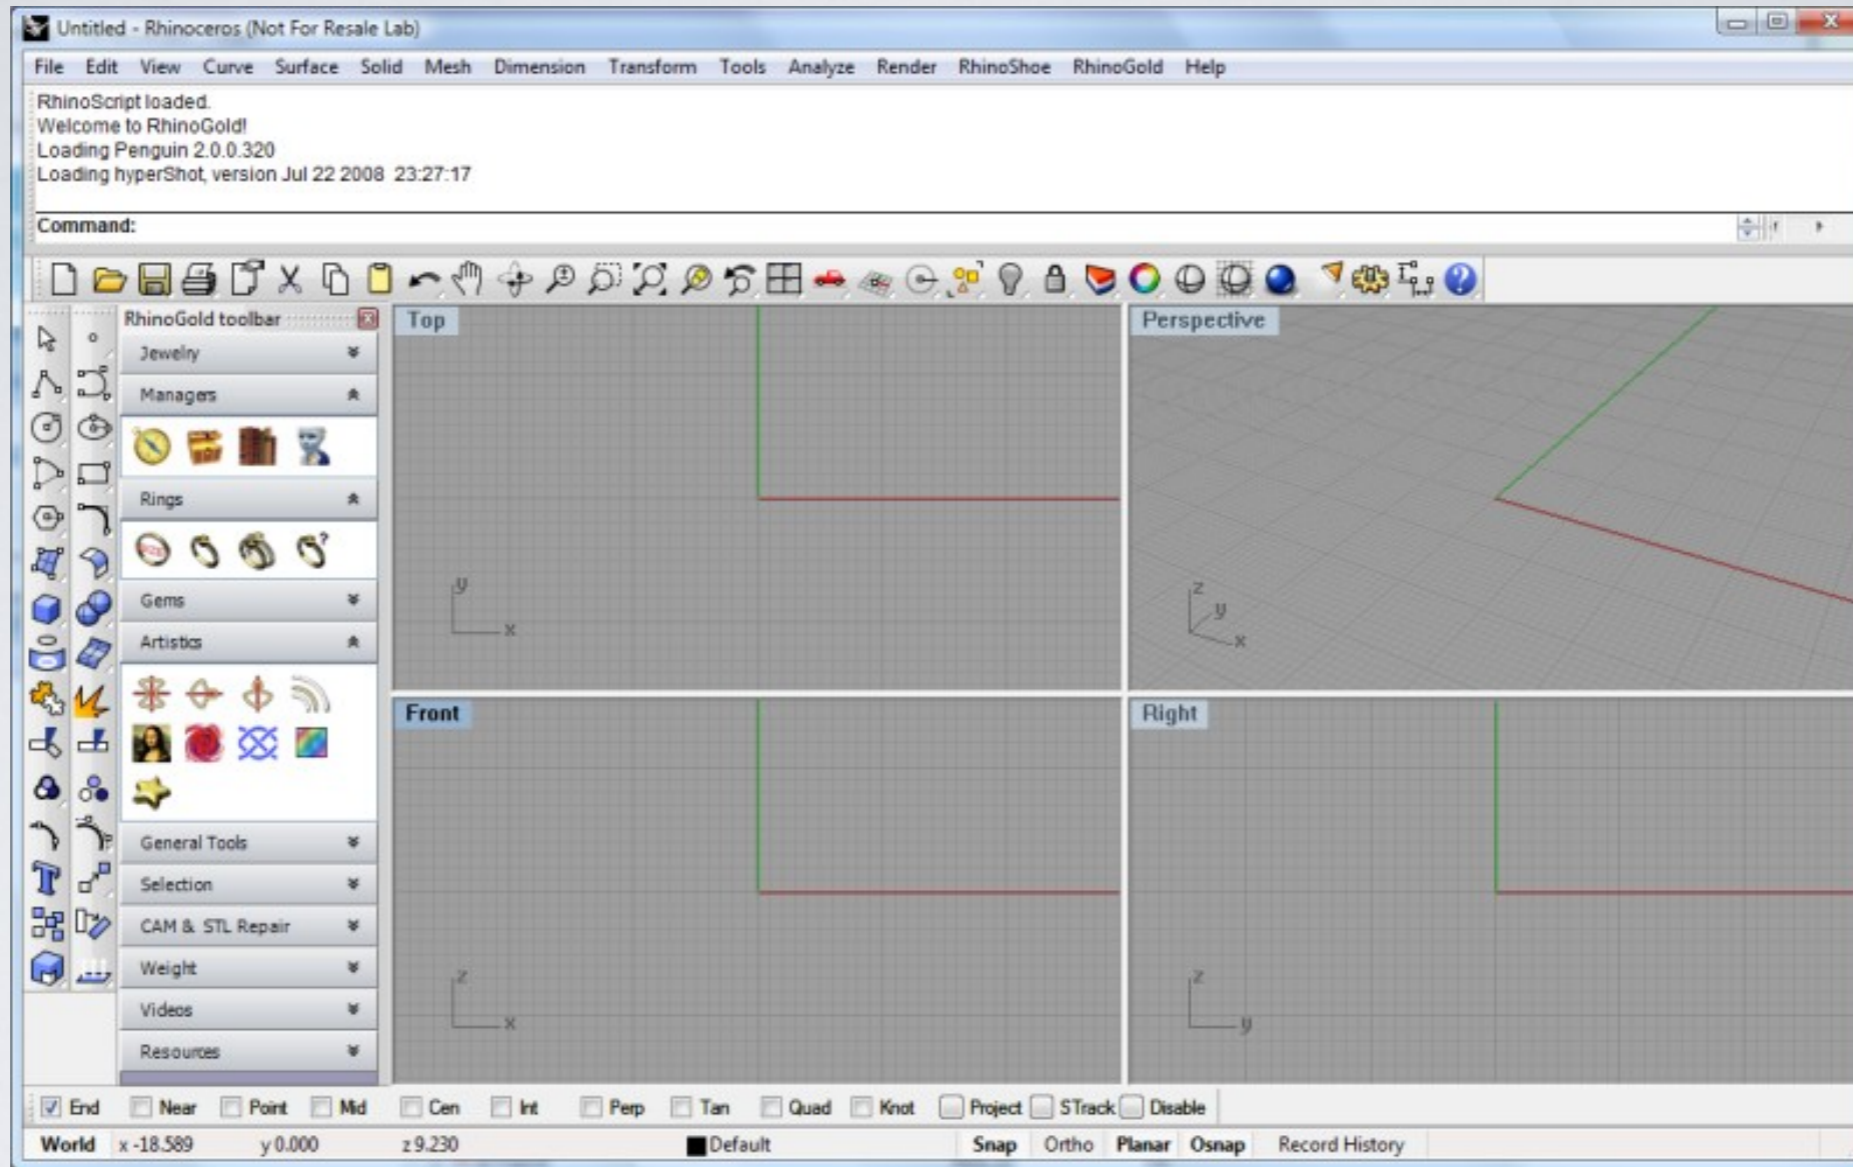 Untitled - Rhinoceros (Not For Resale Lab)
File Edit View Curve Surface Solid Mesh Dimension Transform Tools Analyze Render RhinoShoe RhinoGold Help
RhinoScript loaded.
Welcome to RhinoGold!
Loading Penguin 2.0.0.320
Loading hyperShot, version Jul 22 2008 23:27:17
Command:
RhinoGold toolbar
Jewelry
Managers
Rings
SIZE
?
Gems
Artistics
General Tools
Selection
CAM & STL Repair
Weight
Videos
Resources
Top
y
x
Perspective
z
y
x
Front
z
x
Right
z
y
End Near Point Mid Cen Int Perp Tan Quad Knot Project STrack Disable
World x -18.589 y 0.000 z 9.230 Default Snap Ortho Planar Osnap Record History